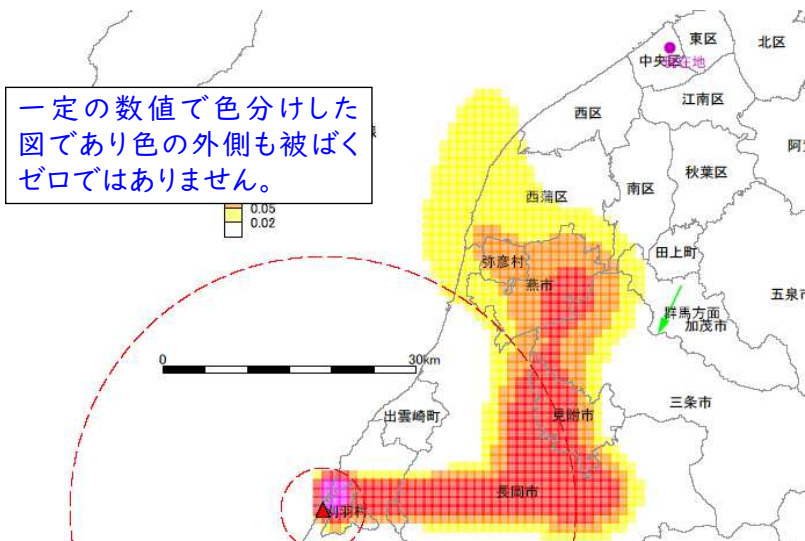 一定の数値で色分けした
図であり色の外側も被ばく
ゼロではありません。
0.05
0.02
東区
北区
中央区
現在地
江南区
西区
秋葉区
南区
西蒲区
田上町
弥彦村
燕市
五泉市
群馬方面
加茂市
0
30km
出雲崎町
見附市
三条市
長岡市
刈羽村